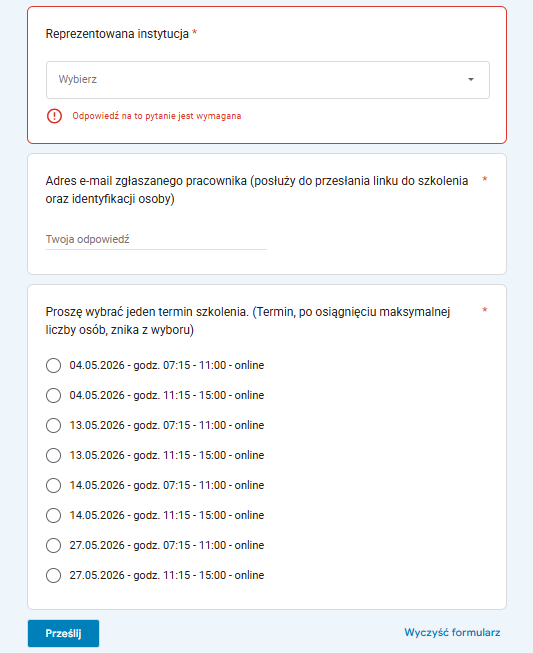 Reprezentowana instytucja *
Wybierz
Odpowiedź na to pytanie jest wymagana
Adres e-mail zgłaszanego pracownika (posłuży do przesłania linku do szkolenia *
oraz identyfikacji osoby)
Twoja odpowiedź
Proszę wybrać jeden termin szkolenia. (Termin, po osiągnięciu maksymalnej *
liczby osób, znika z wyboru)
04.05.2026 - godz. 07:15 - 11:00 - online
04.05.2026 - godz. 11:15 - 15:00 - online
13.05.2026 - godz. 07:15 - 11:00 - online
13.05.2026 - godz. 11:15 - 15:00 - online
14.05.2026 - godz. 07:15 - 11:00 - online
14.05.2026 - godz. 11:15 - 15:00 - online
27.05.2026 - godz. 07:15 - 11:00 - online
27.05.2026 - godz. 11:15 - 15:00 - online
Prześlij
Wyczyść formularz